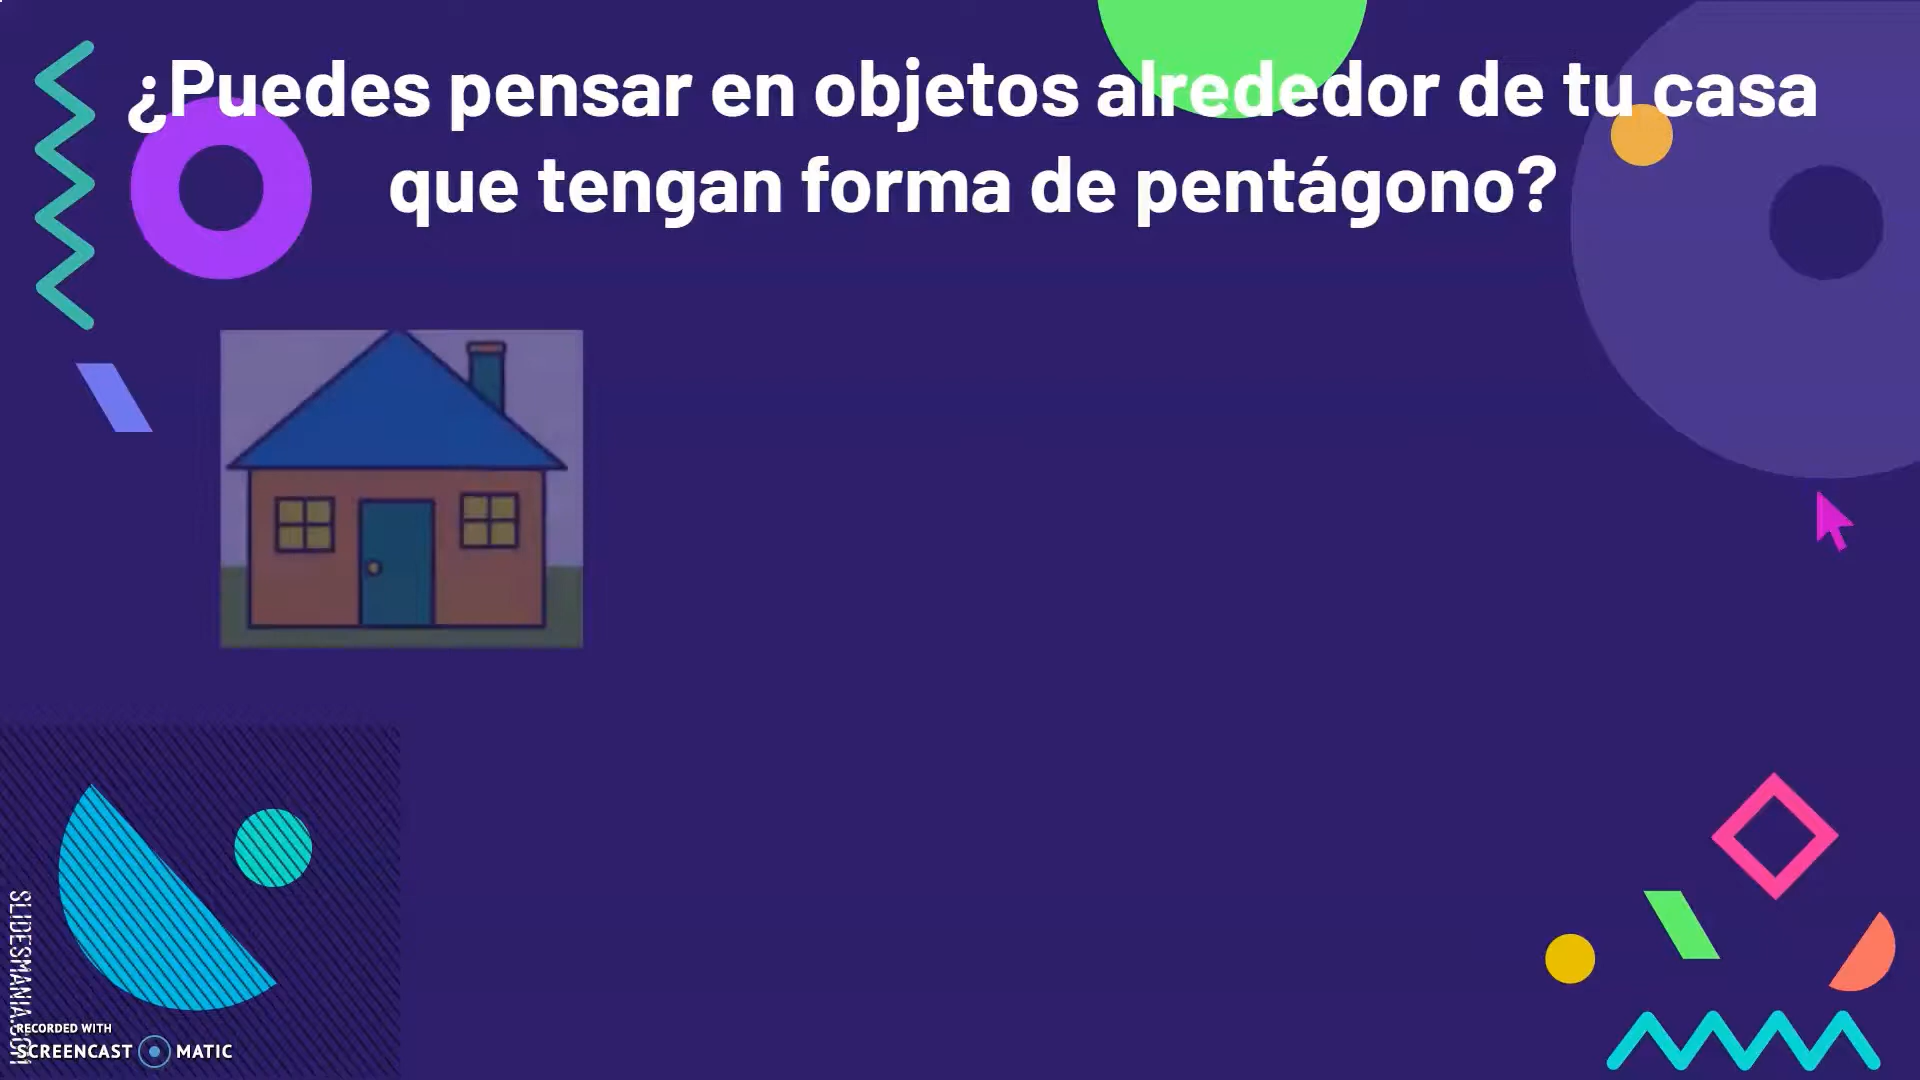 ¿Puedes pensar en objetos alrededor de tu casa
que tengan forma de pentágono?
SLIDESMANIA.COM
RECORDED WITH
SCREENCAST MATIC